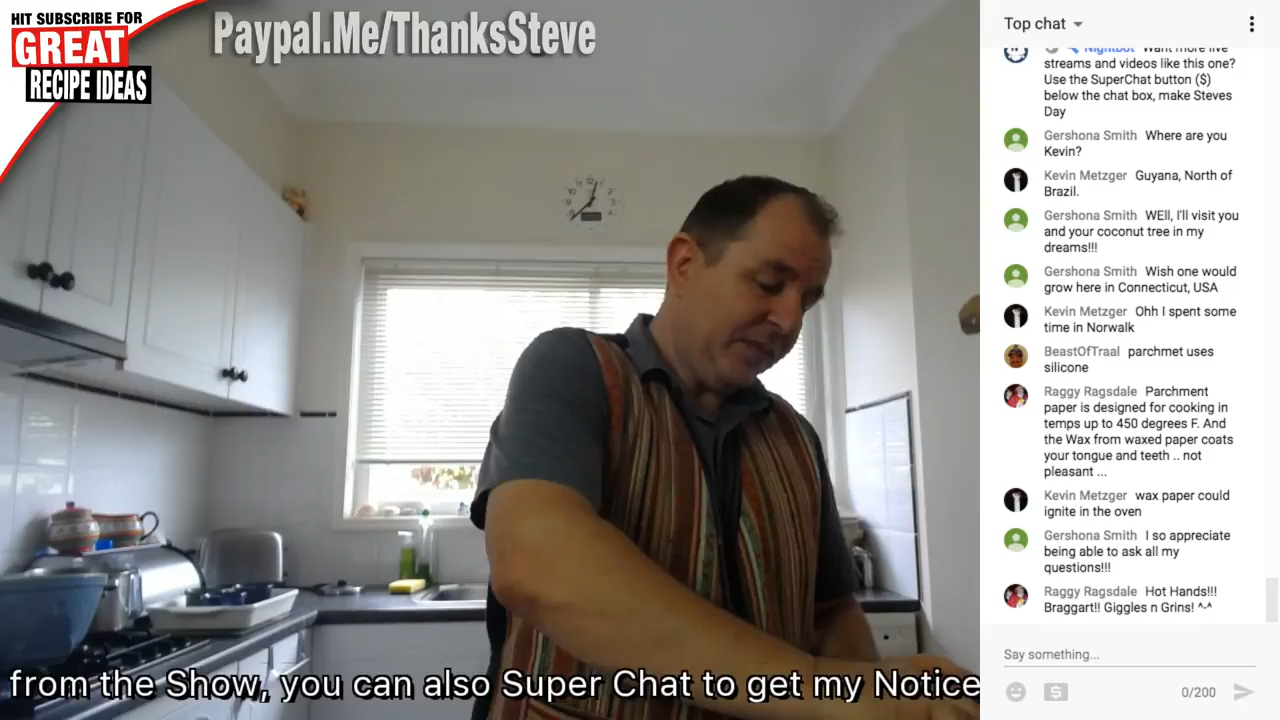 HIT SUBSCRIBE FOR
GREAT
RECIPE IDEAS
Paypal.Me/ThanksSteve
from the Show, you can also Super Chat to get my Notice
Top chat
Nightbot Want more live
streams and videos like this one?
Use the SuperChat button ($)
below the chat box, make Steves
Day
Gershona Smith Where are you
Kevin?
Kevin Metzger Guyana, North of
Brazil.
Gershona Smith WEll, I'll visit you
and your coconut tree in my
dreams!!!
Gershona Smith Wish one would
grow here in Connecticut, USA
Kevin Metzger Ohh I spent some
time in Norwalk
BeastOfTraal parchmet uses
silicone
Raggy Ragsdale Parchment
paper is designed for cooking in
temps up to 450 degrees F. And
the Wax from waxed paper coats
your tongue and teeth .. not
pleasant ...
Kevin Metzger wax paper could
ignite in the oven
Gershona Smith I so appreciate
being able to ask all my
questions!!!
Raggy Ragsdale Hot Hands!!!
Braggart!! Giggles n Grins! ^-^
Say something...
0/200